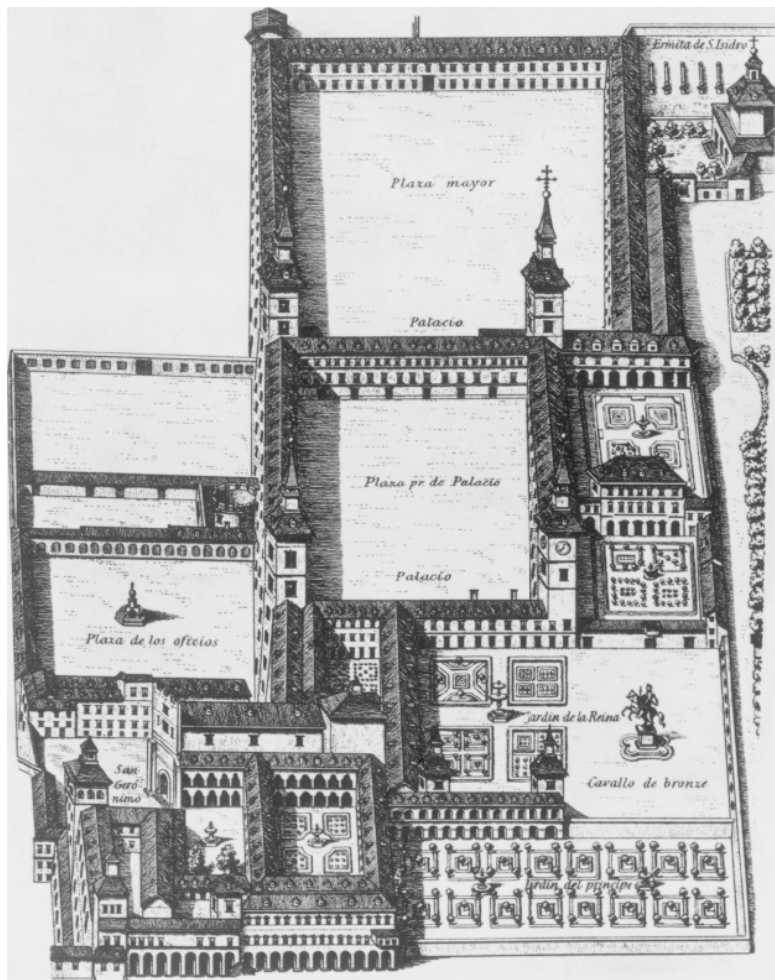 Ermita de S. Isidro
Plaza mayor
Palacio
Plaza pr. de Palacio
Palacio
Plaza de los oficios
Jardin de la Reina
San
Gero
nimo
Cavallo de bronze
Jardin del principe